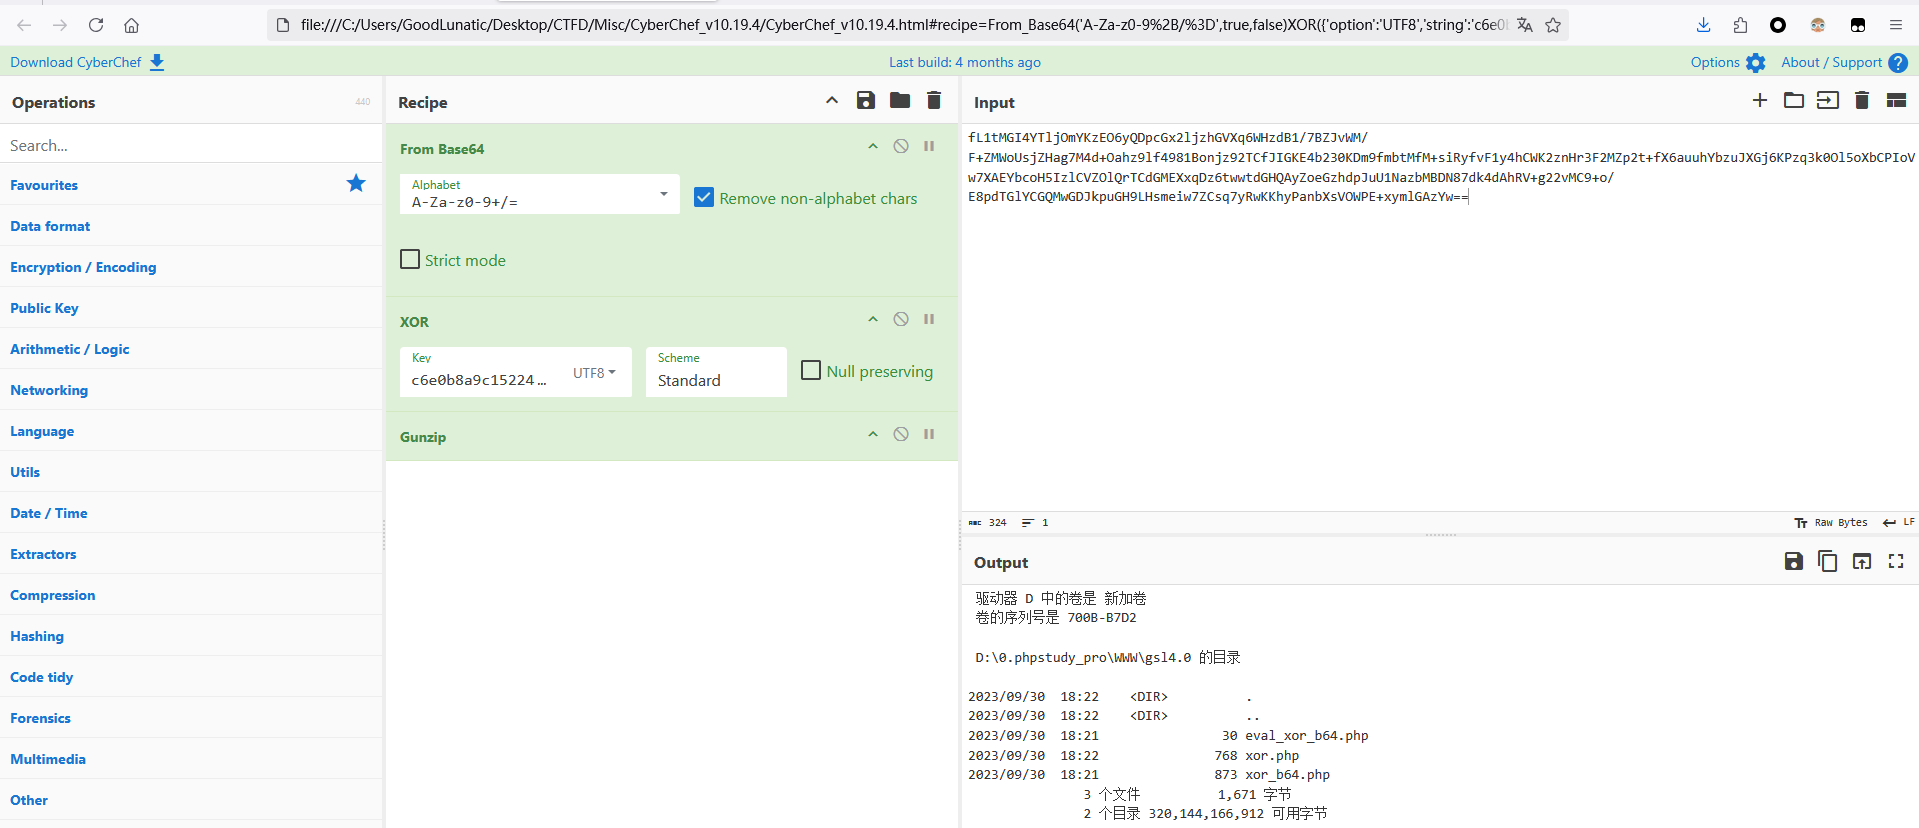 file:///C:/Users/GoodLunatic/Desktop/CTFD/Misc/CyberChef_v10.19.4/CyberChef_v10.19.4.html#recipe=From_Base64('A-Za-z0-9%2B/%3D',true,false)XOR({'option':'UTF8','string':'c6e0b
Download CyberChef
Last build: 4 months ago
Options
About / Support
Operations
440
Search...
Favourites
Data format
Encryption / Encoding
Public Key
Arithmetic / Logic
Networking
Language
Utils
Date / Time
Extractors
Compression
Hashing
Code tidy
Forensics
Multimedia
Other
Recipe
From Base64
Alphabet
A-Za-z0-9+/=
Remove non-alphabet chars
Strict mode
XOR
Key
c6e0b8a9c15224...
UTF8
Scheme
Standard
Null preserving
Gunzip
Input
fL1tMGI4YTljOmYKzEO6yQDpcGx2ljzhGVXq6WHzdB1/7BZJvWM/
F+ZMWoUsjZHag7M4d+Oahz9lf4981Bonjz92TCfJIGKE4b230KDm9fmbtMfM+siRyfvF1y4hCWK2znHr3F2MZp2t+fX6auuhYbzuJXGj6KPzq3k0Ol5oXbCPIoV
w7XAEYbcoH5IzlCVZOlQrTCdGMEXxqDz6twwtdGHQAyZoeGzhdpJuU1NazbMBDN87dk4dAhRV+g22vMC9+o/
E8pdTGlYCGQMwGDJkpuGH9LHsmeiw7ZCsq7yRwKKhyPanbXsVOWPE+xymlGAzYw==
324
1
Raw Bytes
LF
Output
驱动器 D 中的卷是 新加卷
卷的序列号是 700B-B7D2
D:\0.phpstudy_pro\WWW\gsl4.0 的目录
2023/09/30 18:22 <DIR> .
2023/09/30 18:22 <DIR> ..
2023/09/30 18:21 30 eval_xor_b64.php
2023/09/30 18:22 768 xor.php
2023/09/30 18:21 873 xor_b64.php
3 个文件 1,671 字节
2 个目录 320,144,166,912 可用字节